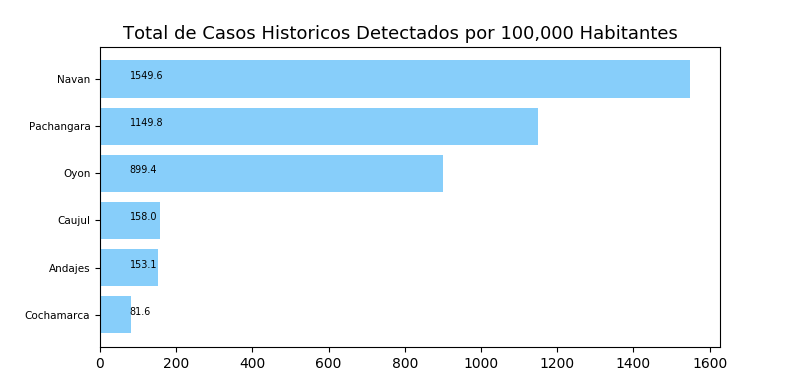 Total de Casos Historicos Detectados por 100,000 Habitantes
Navan 1549.6
Pachangara 1149.8
Oyon 899.4
Caujul 158.0
Andajes 153.1
Cochamarca 81.6
0 200 400 600 800 1000 1200 1400 1600